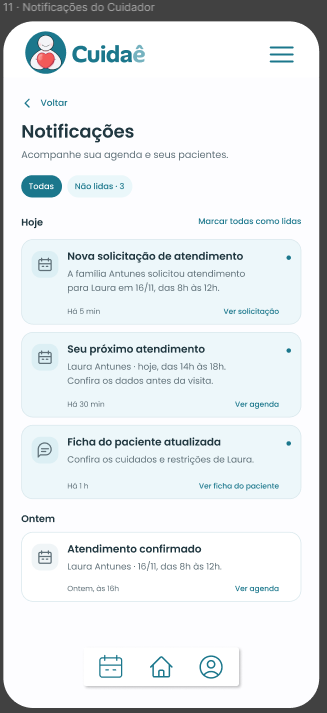 11 · Notificações do Cuidador
Cuidaê
Voltar
Notificações
Acompanhe sua agenda e seus pacientes.
Todas
Não lidas · 3
Hoje
Marcar todas como lidas
Nova solicitação de atendimento
A família Antunes solicitou atendimento
para Laura em 16/11, das 8h às 12h.
Há 5 min
Ver solicitação
Seu próximo atendimento
Laura Antunes · hoje, das 14h às 18h.
Confira os dados antes da visita.
Há 30 min
Ver agenda
Ficha do paciente atualizada
Confira os cuidados e restrições de Laura.
Há 1 h
Ver ficha do paciente
Ontem
Atendimento confirmado
Laura Antunes · 16/11, das 8h às 12h.
Ontem, às 16h
Ver agenda